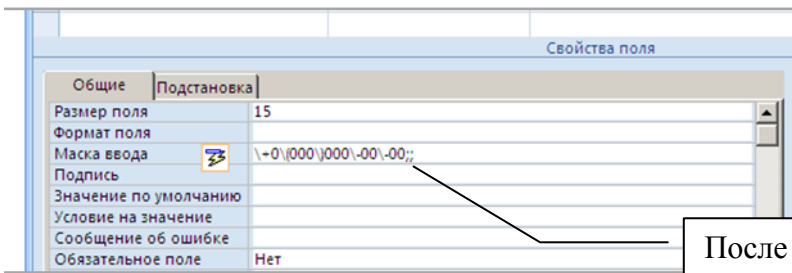 Свойства поля
Общие Подстановка
Размер поля 15
Формат поля
Маска ввода \+0\(000\)000\-00\-00;;
Подпись
Значение по умолчанию
Условие на значение
Сообщение об ошибке
Обязательное поле Нет
После